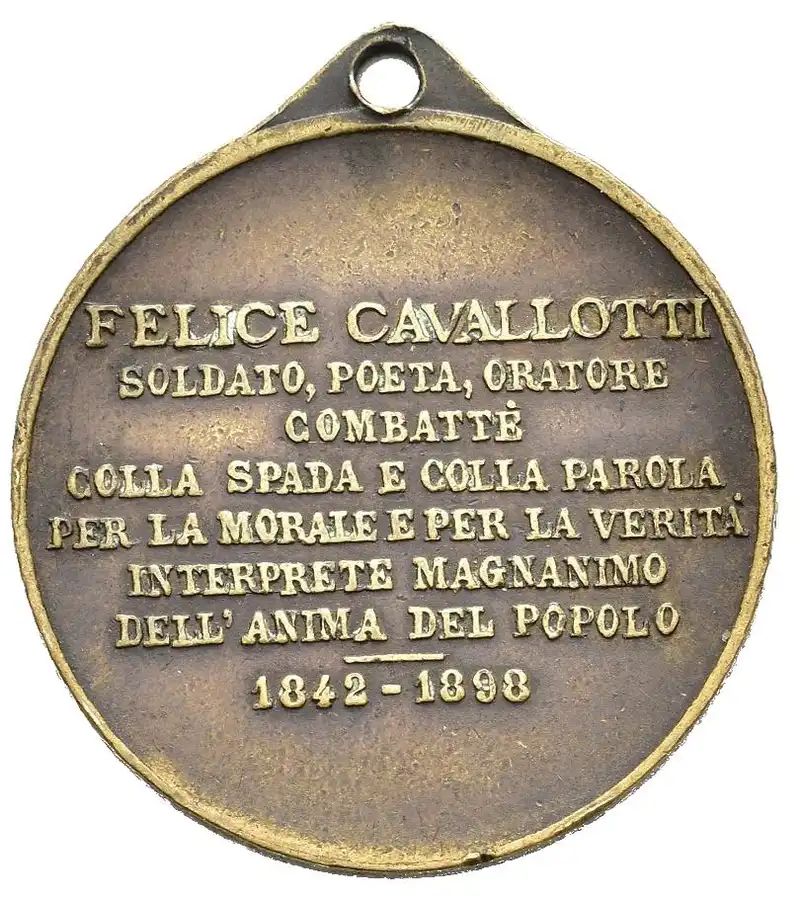 FELICE CAVALLOTTI
SOLDATO, POETA, ORATORE
COMBATTÈ
COLLA SPADA E COLLA PAROLA
PER LA MORALE E PER LA VERITÀ
INTERPRETE MAGNANIMO
DELL'ANIMA DEL POPOLO
1842-1898